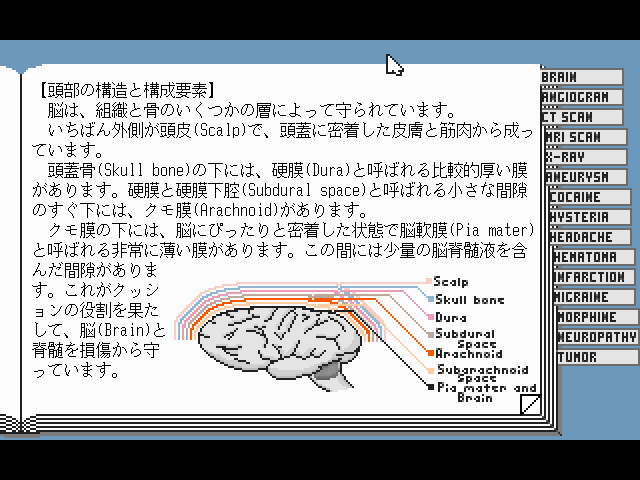 【頭部の構造と構成要素】
脳は、組織と骨のいくつかの層によって守られています。
いちばん外側が頭皮(Scalp)で、頭蓋に密着した皮膚と筋肉から成っ
ています。
頭蓋骨(Skull bone)の下には、硬膜(Dura)と呼ばれる比較的厚い膜
があります。硬膜と硬膜下腔(Subdural space)と呼ばれる小さな間隙
のすぐ下には、クモ膜(Arachnoid)があります。
クモ膜の下には、脳にぴったりと密着した状態で脳軟膜(Pia mater)
と呼ばれる非常に薄い膜があります。この間には少量の脳脊髄液を含
んだ間隙がありま
す。これがクッシ
ョンの役割を果た
して、脳(Brain)と
脊髄を損傷から守
っています。
Scalp
Skull bone
Dura
Subdural
Space
Arachnoid
Subarachnoid
Space
Pia mater and
Brain
BRAIN
ANGIOGRAM
CT SCAN
MRI SCAN
X-RAY
ANEURYSM
COCAINE
HYSTERIA
HEADACHE
HEMATOMA
INFARCTION
MIGRAINE
MORPHINE
NEUROPATHY
TUMOR